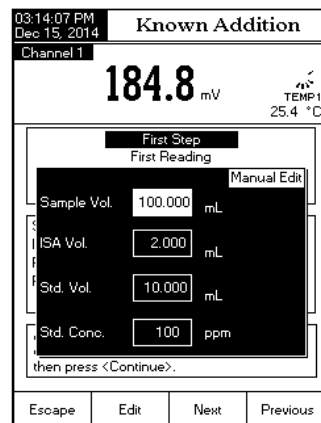 03:14:07 PM
Dec 15, 2014
Known Addition
Channel 1
184.8 mV
TEMP1
25.4 °C
First Step
First Reading
Manual Edit
Sample Vol. 100.000 mL
ISA Vol. 2.000 mL
Std. Vol. 10.000 mL
Std. Conc. 100 ppm
then press <Continue>.
Escape Edit Next Previous